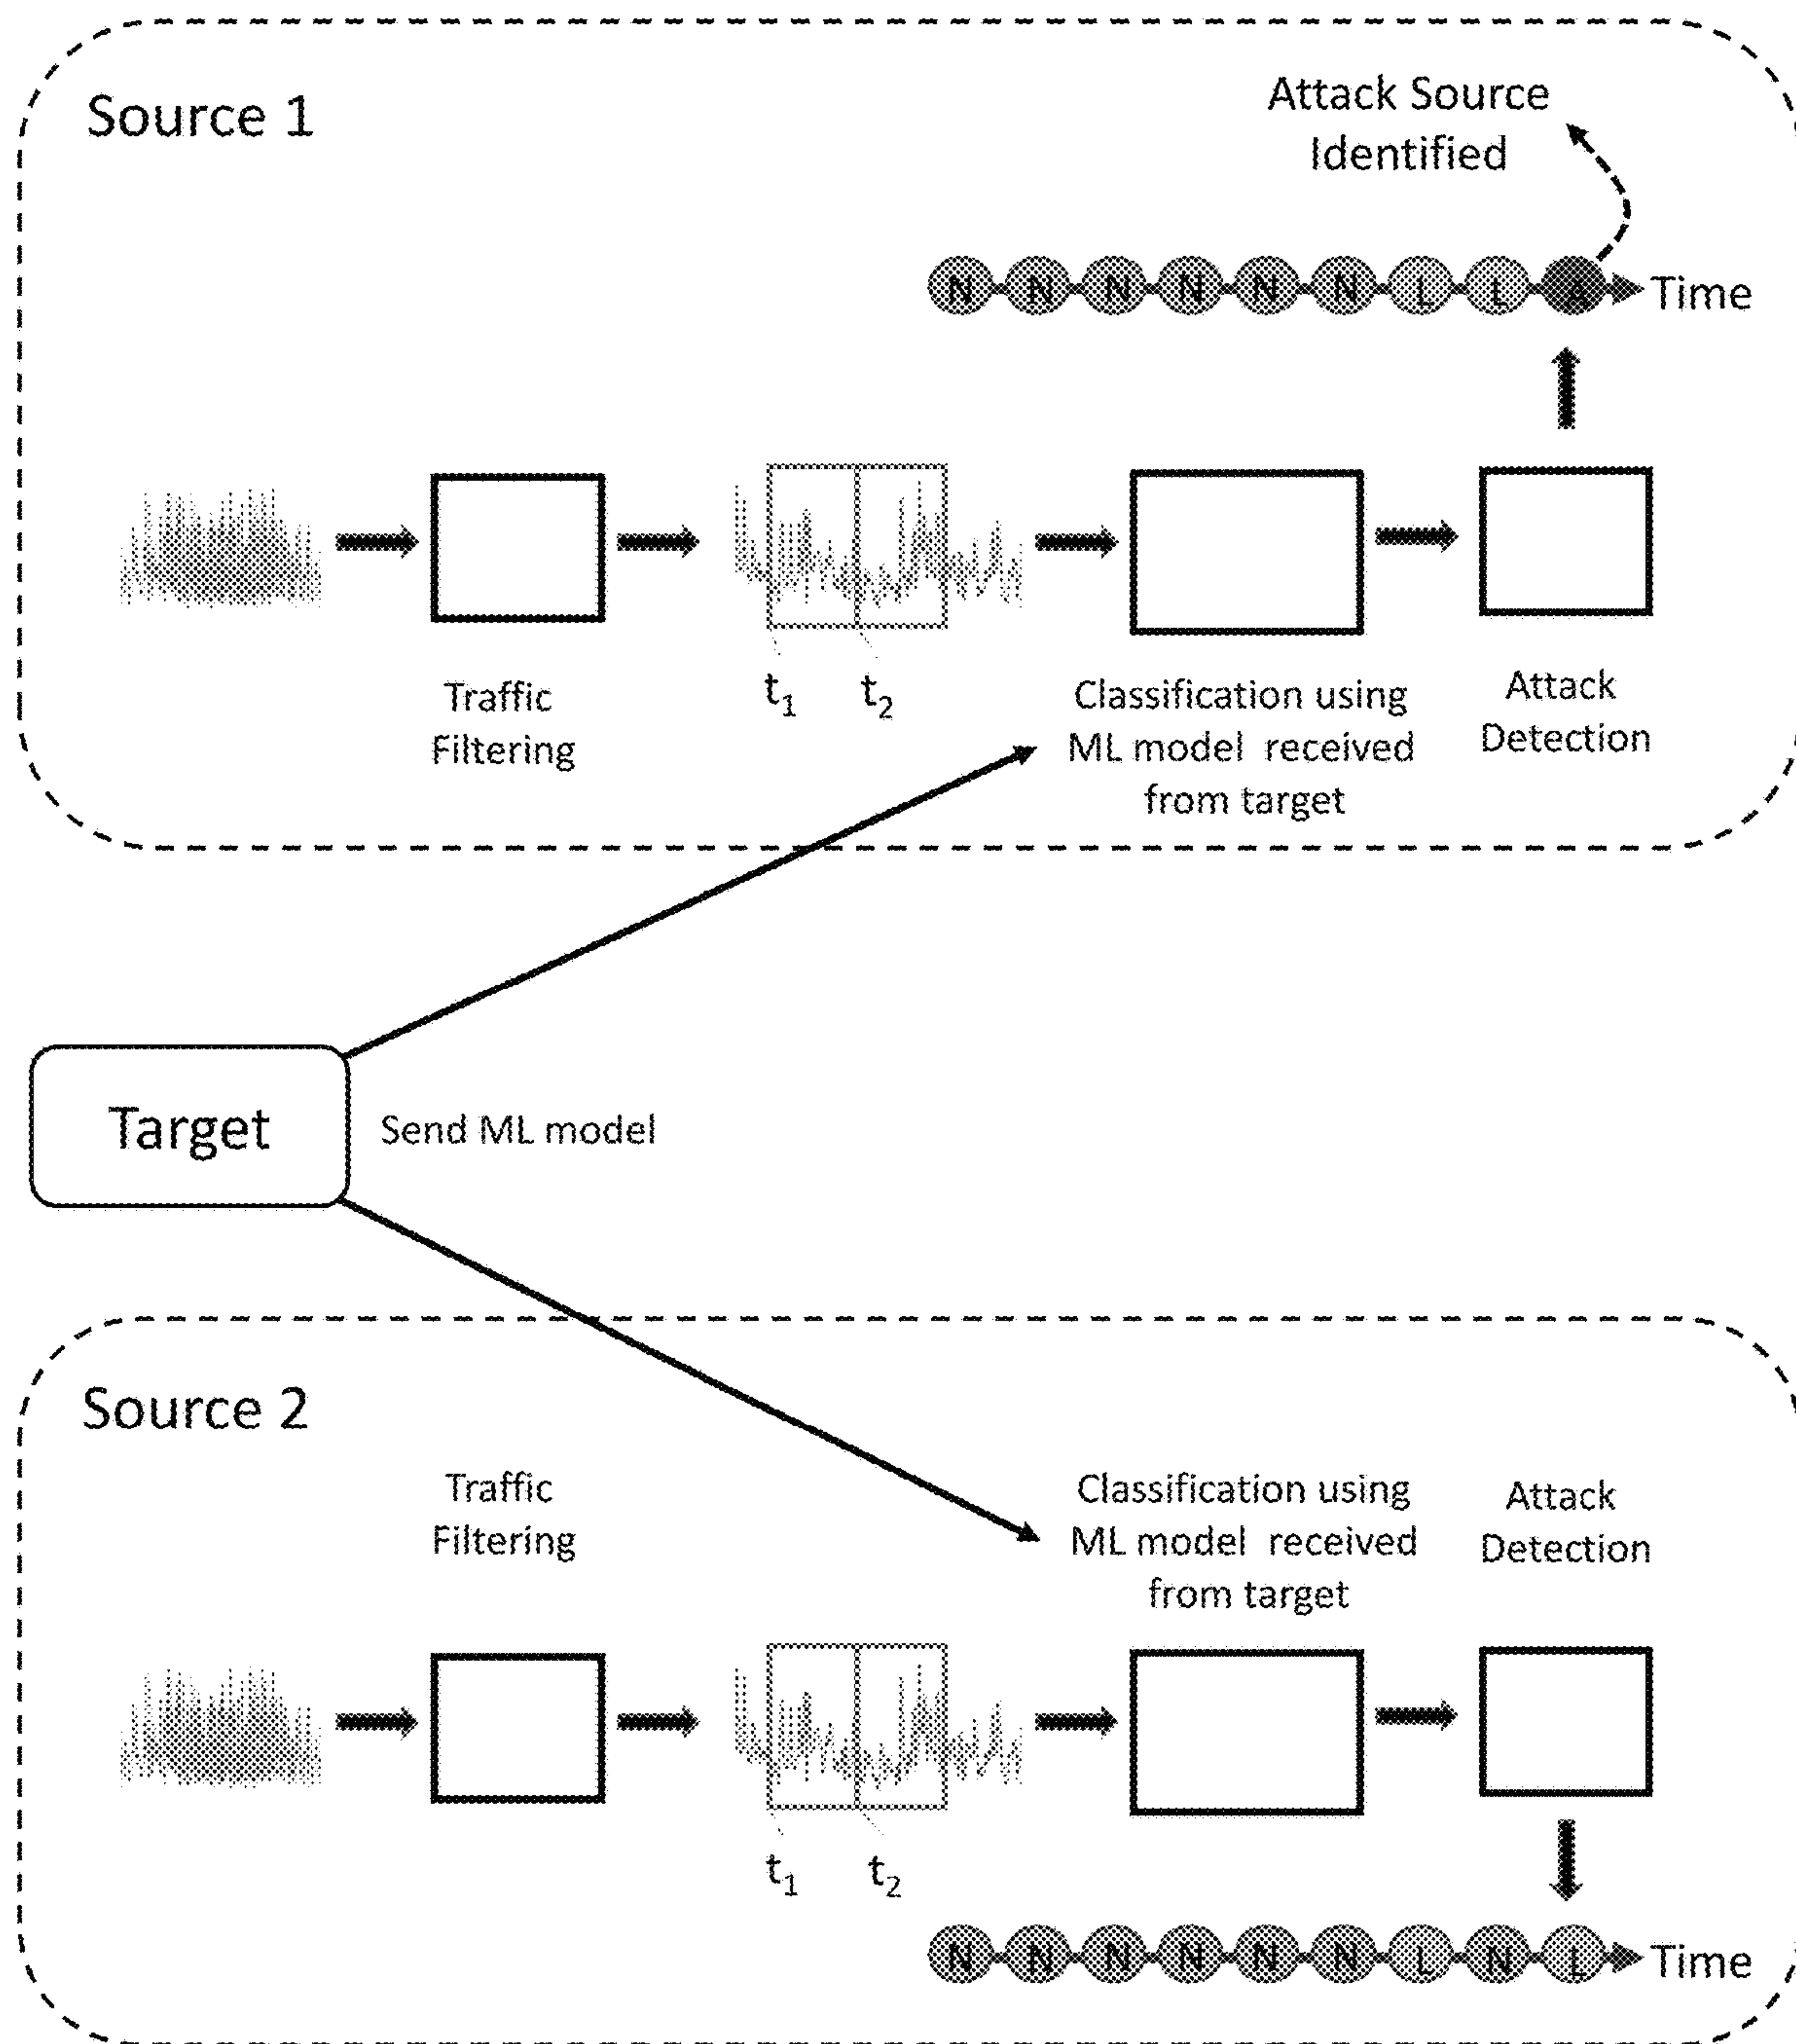 Source 1
Attack Source
Identified
N N N N N N L L A Time
t1 t2
Traffic
Filtering
Classification using
ML model received
from target
Attack
Detection
Target
Send ML model
Source 2
Traffic
Filtering
Classification using
ML model received
from target
Attack
Detection
t1 t2
N N N N N N L N L Time